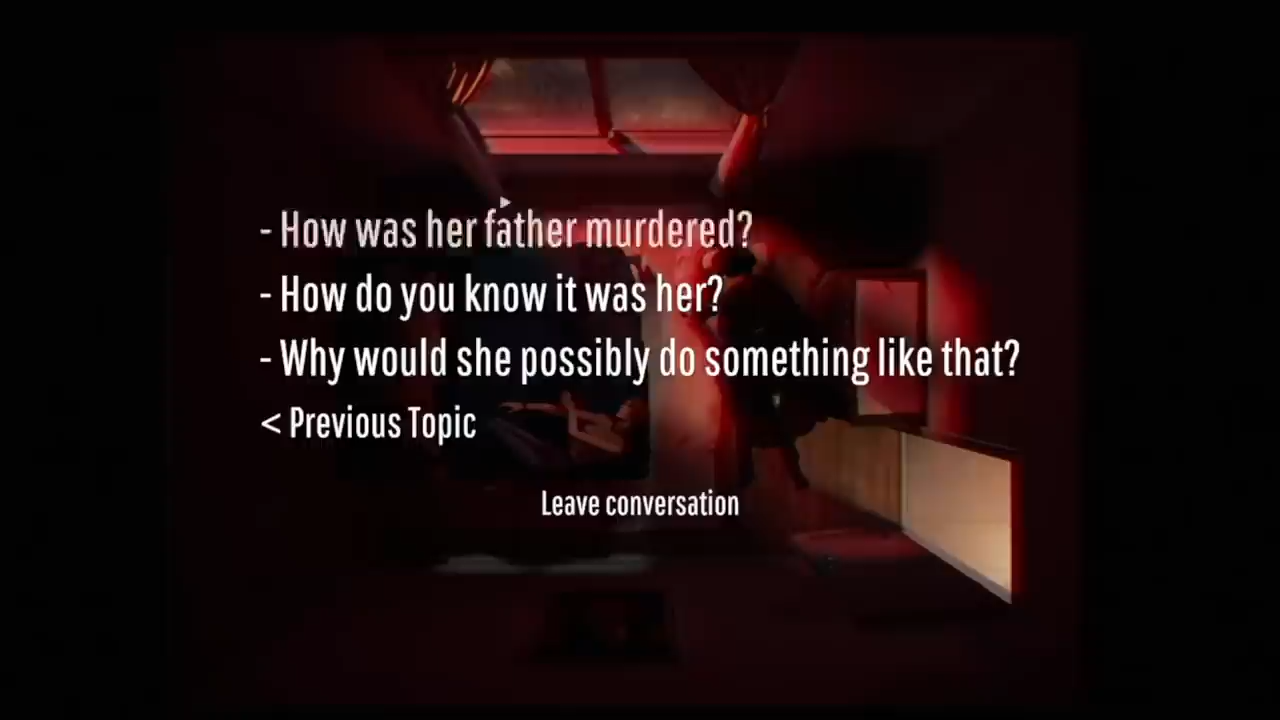 - How was her father murdered?
- How do you know it was her?
- Why would she possibly do something like that?
< Previous Topic
Leave conversation